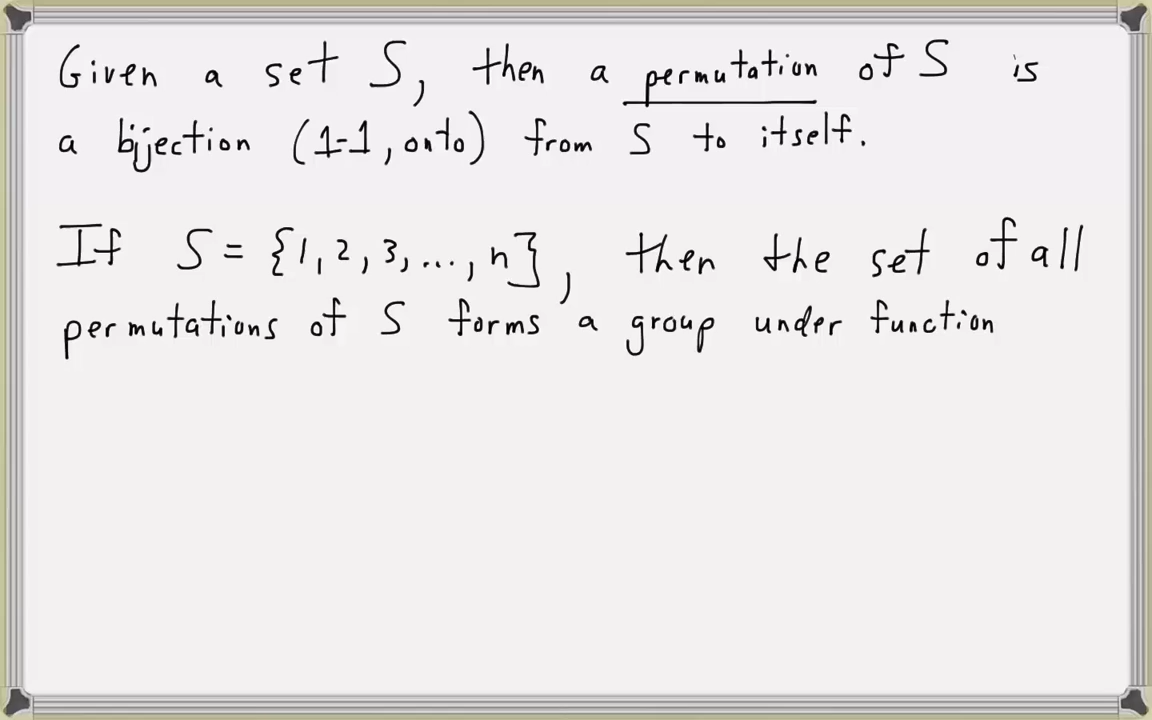 Given a set S, then a permutation of S is
a bijection (1-1, onto) from S to itself.
If S = {1, 2, 3, ..., n}, then the set of all
permutations of S forms a group under function